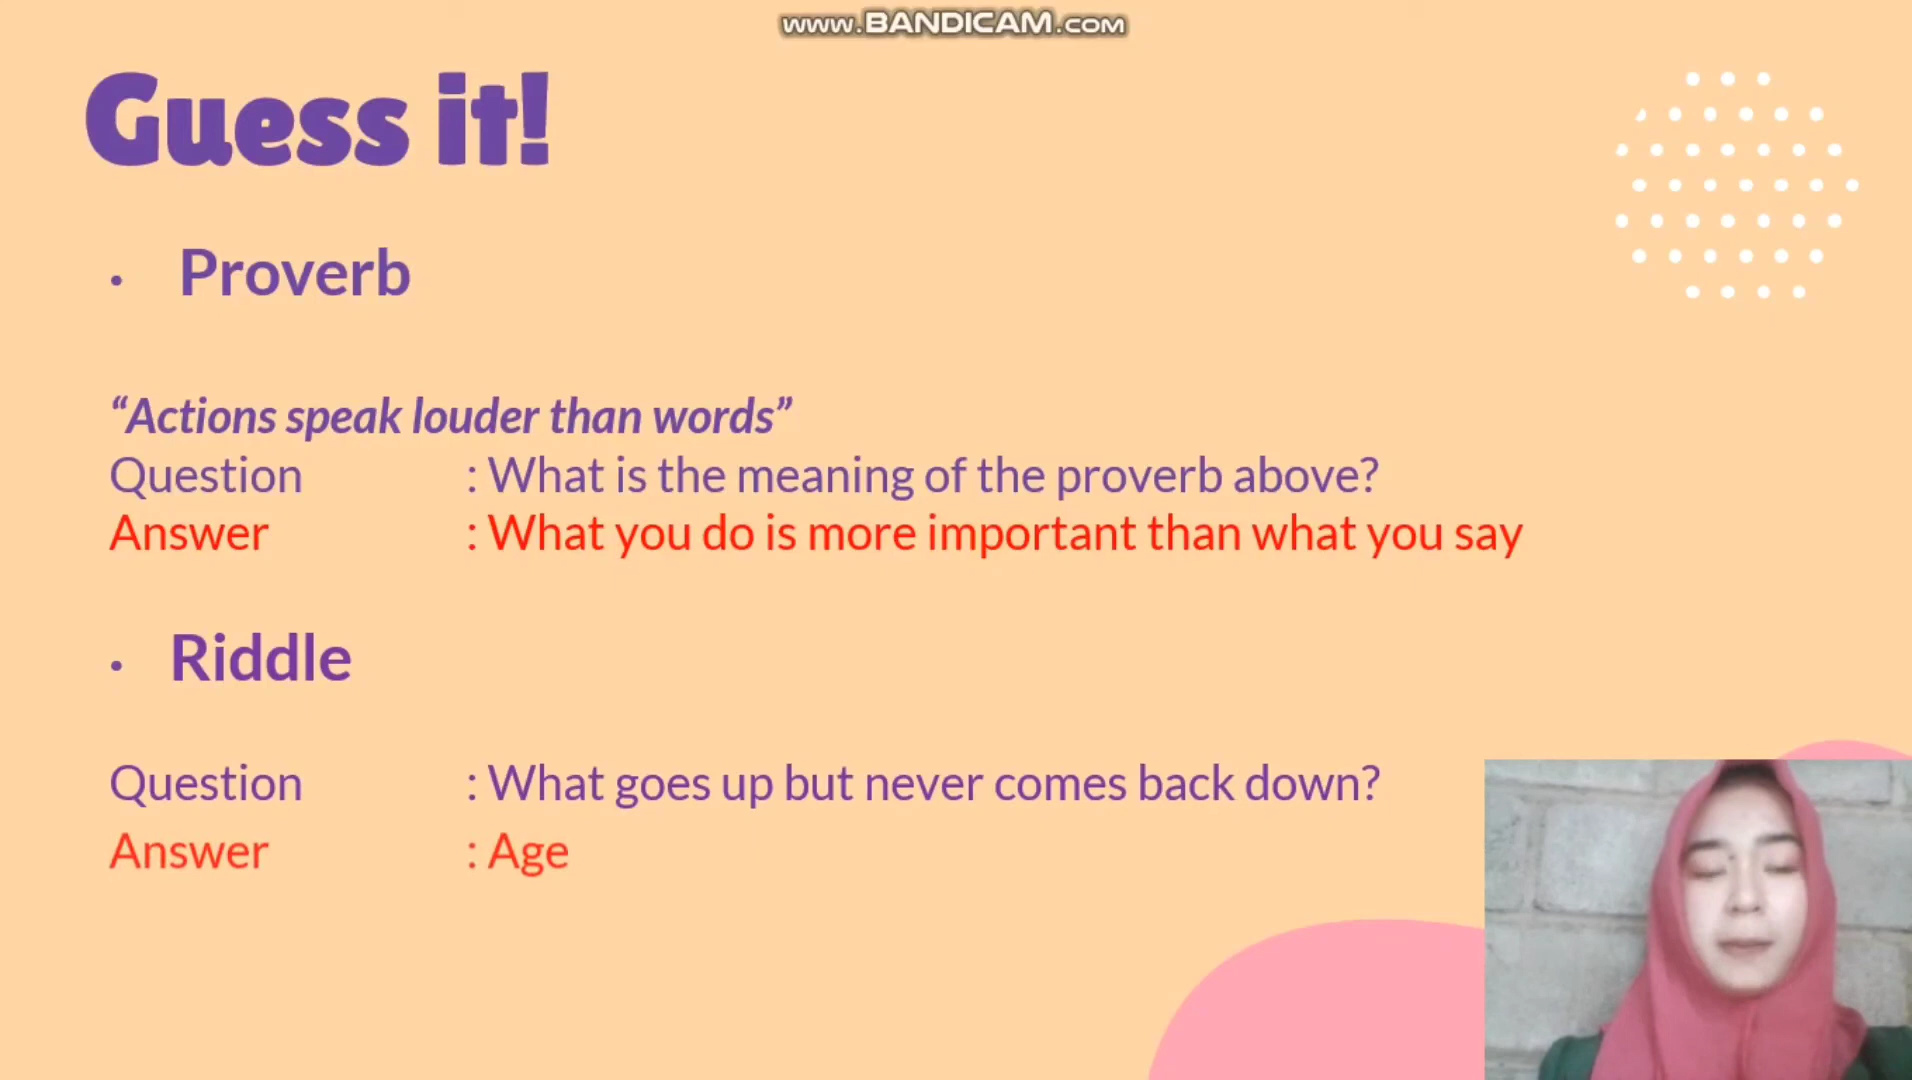 www.BANDICAM.com
Guess it!
• Proverb
“Actions speak louder than words”
Question : What is the meaning of the proverb above?
Answer : What you do is more important than what you say
• Riddle
Question : What goes up but never comes back down?
Answer : Age